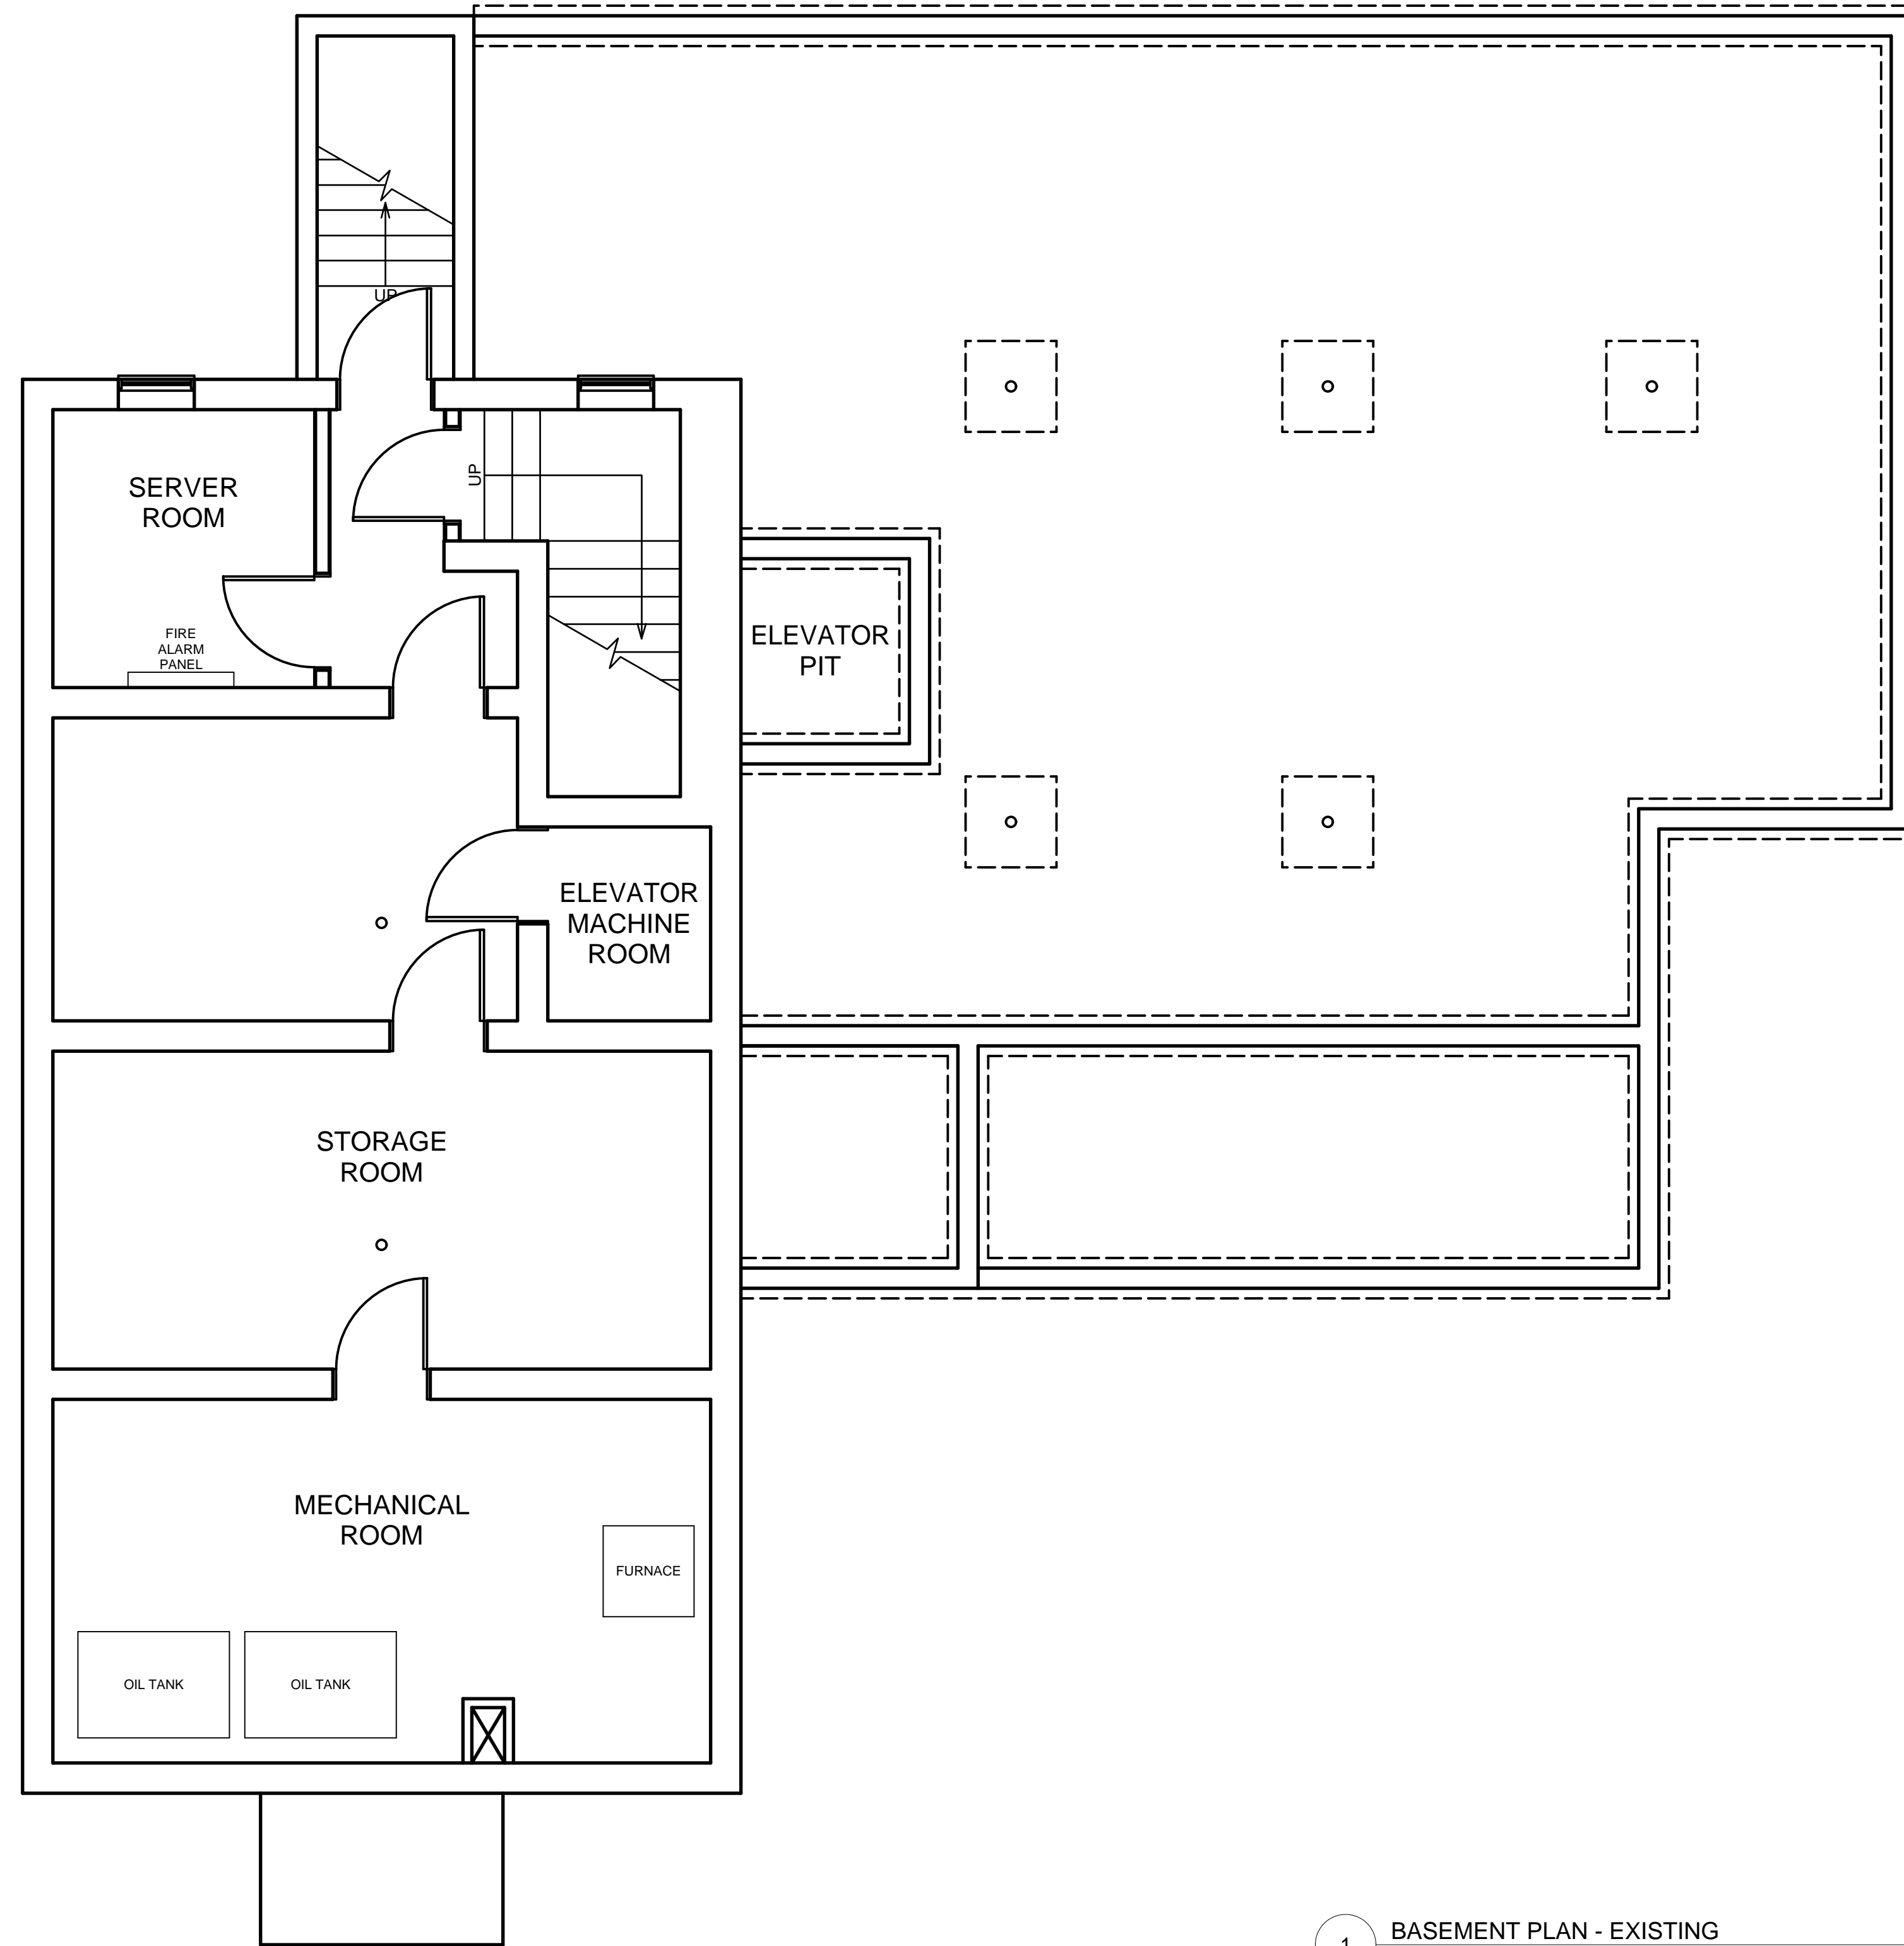 UP
UP
SERVER
ROOM
FIRE
ALARM
PANEL
ELEVATOR
PIT
ELEVATOR
MACHINE
ROOM
STORAGE
ROOM
MECHANICAL
ROOM
FURNACE
OIL TANK
OIL TANK
1
BASEMENT PLAN - EXISTING